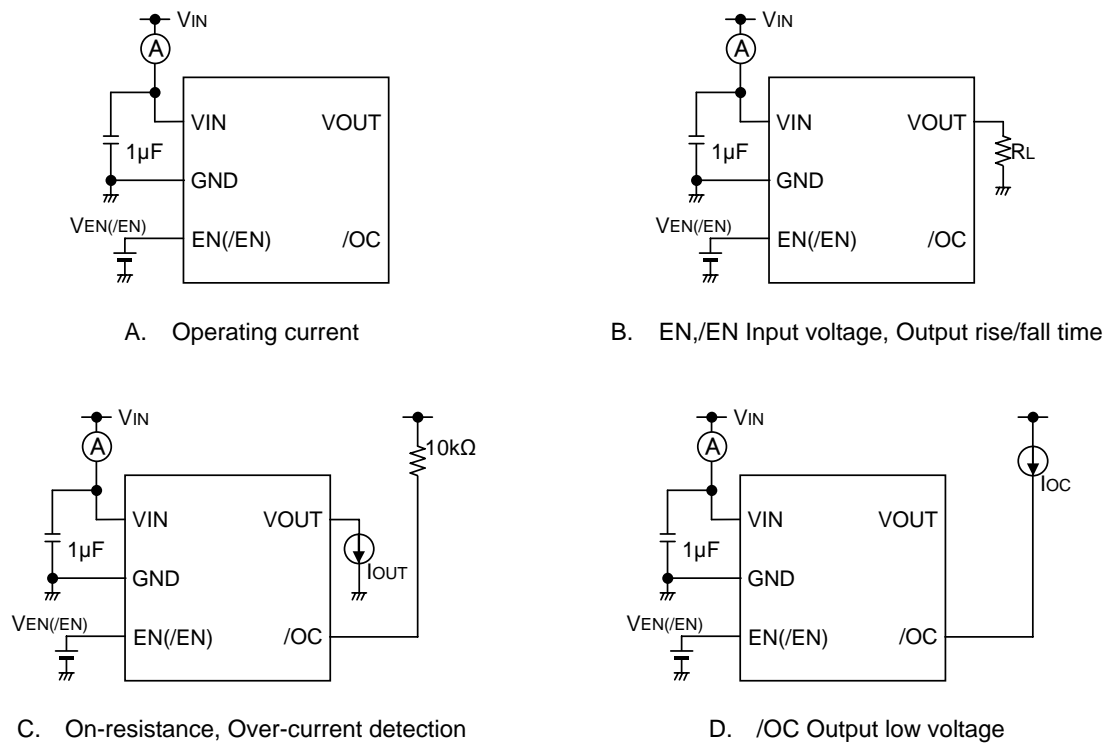 VIN
A
VIN VOUT
1µF
RL
GND
VEN(/EN)
EN(/EN) /OC
A. Operating current
VIN
A
VIN VOUT
1µF
GND
VEN(/EN)
EN(/EN) /OC
B. EN,/EN Input voltage, Output rise/fall time
VIN
A
10kΩ
VIN VOUT
1µF
IOUT
GND
VEN(/EN)
EN(/EN) /OC
C. On-resistance, Over-current detection
VIN
A
IOC
VIN VOUT
1µF
GND
VEN(/EN)
EN(/EN) /OC
D. /OC Output low voltage